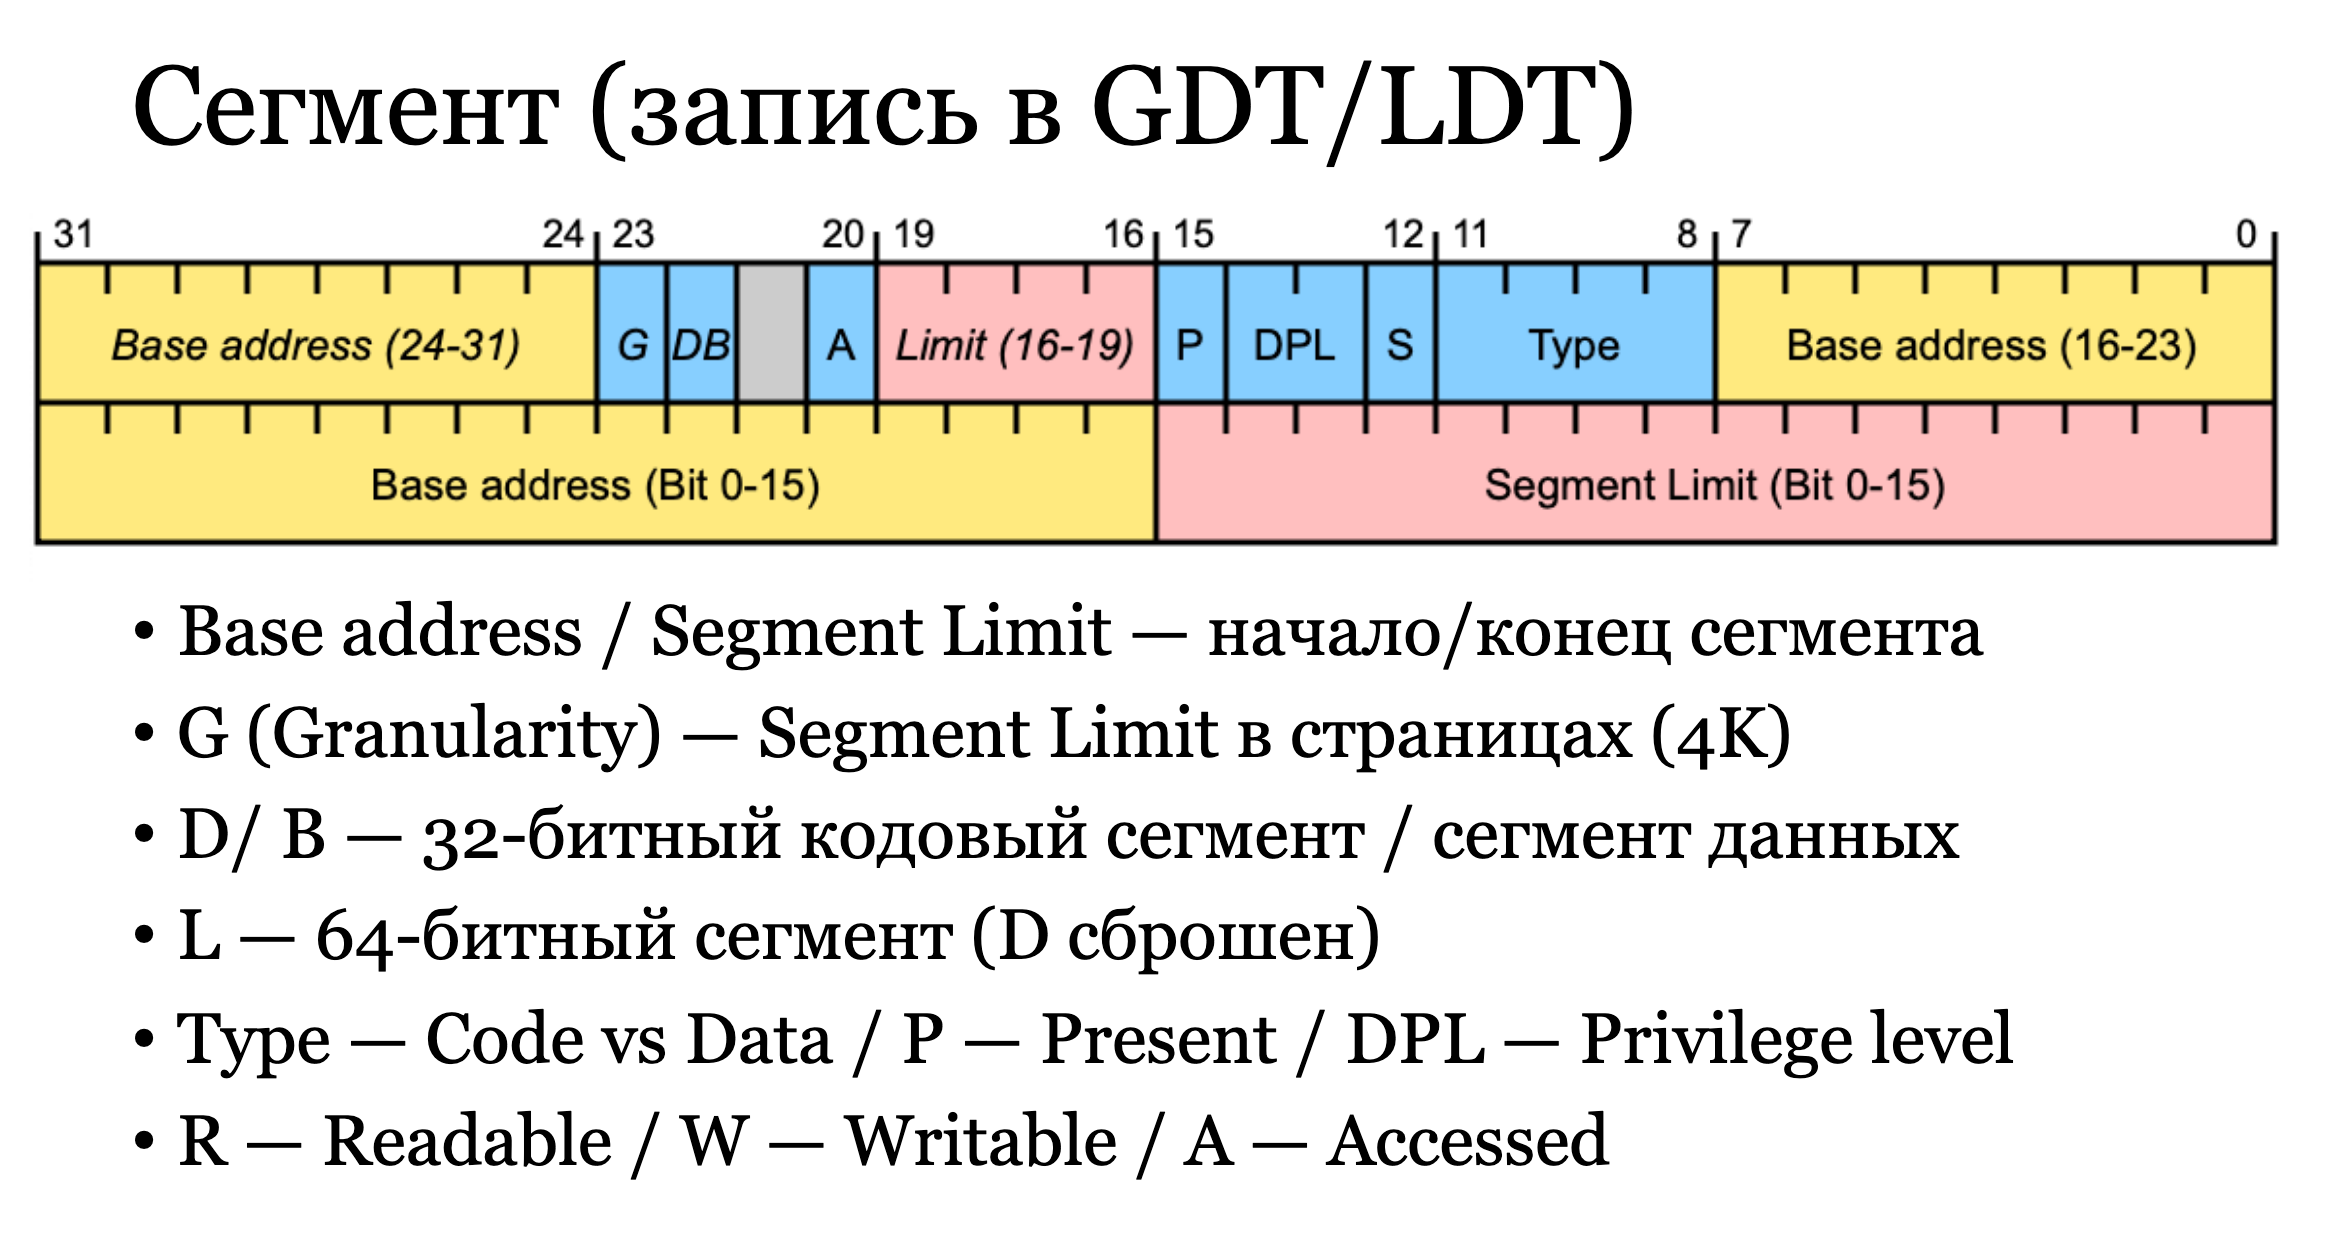 Сегмент (запись в GDT/LDT)
31 24 23 20 19 16 15 12 11 8 7 0
Base address (24-31) G DB A Limit (16-19) P DPL S Type Base address (16-23)
Base address (Bit 0-15) Segment Limit (Bit 0-15)
• Base address / Segment Limit — начало/конец сегмента
• G (Granularity) — Segment Limit в страницах (4K)
• D/ B — 32-битный кодовый сегмент / сегмент данных
• L — 64-битный сегмент (D сброшен)
• Type — Code vs Data / P — Present / DPL — Privilege level
• R — Readable / W — Writable / A — Accessed